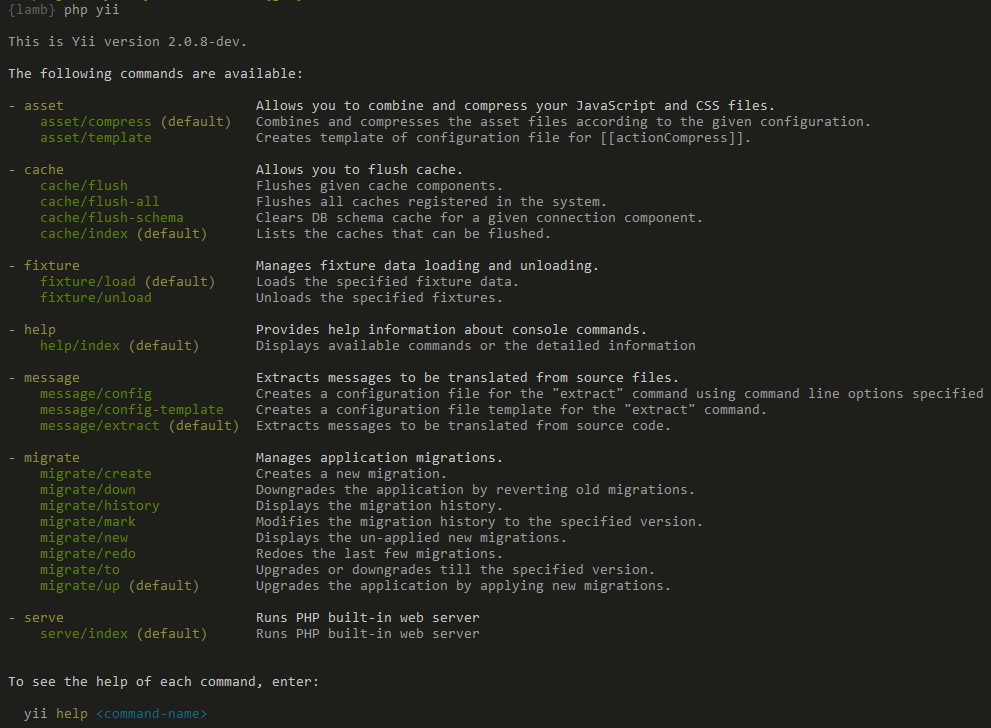 {lamb} php yii
This is Yii version 2.0.8-dev.
The following commands are available:
- asset Allows you to combine and compress your JavaScript and CSS files.
asset/compress (default) Combines and compresses the asset files according to the given configuration.
asset/template Creates template of configuration file for [[actionCompress]].
- cache Allows you to flush cache.
cache/flush Flushes given cache components.
cache/flush-all Flushes all caches registered in the system.
cache/flush-schema Clears DB schema cache for a given connection component.
cache/index (default) Lists the caches that can be flushed.
- fixture Manages fixture data loading and unloading.
fixture/load (default) Loads the specified fixture data.
fixture/unload Unloads the specified fixtures.
- help Provides help information about console commands.
help/index (default) Displays available commands or the detailed information
- message Extracts messages to be translated from source files.
message/config Creates a configuration file for the "extract" command using command line options specified
message/config-template Creates a configuration file template for the "extract" command.
message/extract (default) Extracts messages to be translated from source code.
- migrate Manages application migrations.
migrate/create Creates a new migration.
migrate/down Downgrades the application by reverting old migrations.
migrate/history Displays the migration history.
migrate/mark Modifies the migration history to the specified version.
migrate/new Displays the un-applied new migrations.
migrate/redo Redoes the last few migrations.
migrate/to Upgrades or downgrades till the specified version.
migrate/up (default) Upgrades the application by applying new migrations.
- serve Runs PHP built-in web server
serve/index (default) Runs PHP built-in web server
To see the help of each command, enter:
yii help <command-name>